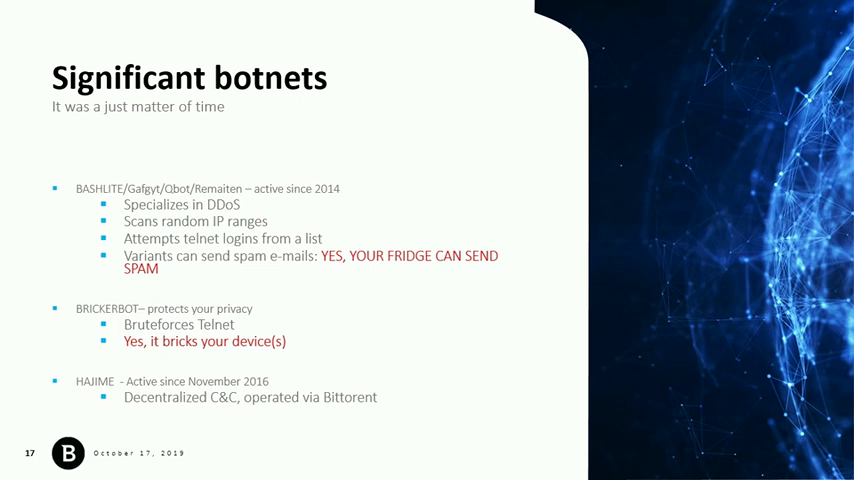 Significant botnets
It was a just matter of time
BASHLITE/Gafgyt/Qbot/Remaiten – active since 2014
Specializes in DDoS
Scans random IP ranges
Attempts telnet logins from a list
Variants can send spam e-mails: YES, YOUR FRIDGE CAN SEND
SPAM
BRICKERBOT– protects your privacy
Bruteforces Telnet
Yes, it bricks your device(s)
HAJIME - Active since November 2016
Decentralized C&C, operated via Bittorent
17 B October 17, 2019